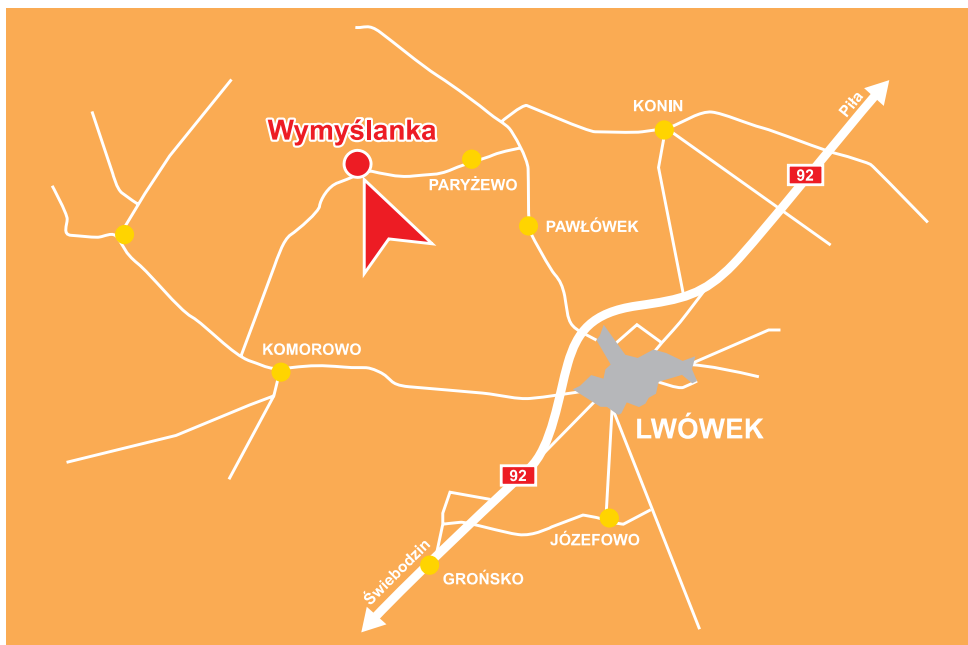 Piła
KONIN
Wymyślanka
92
PARYŻEWO
PAWŁÓWEK
KOMOROWO
LWÓWEK
92
JÓZEFOWO
Świebodzin
GROŃSKO